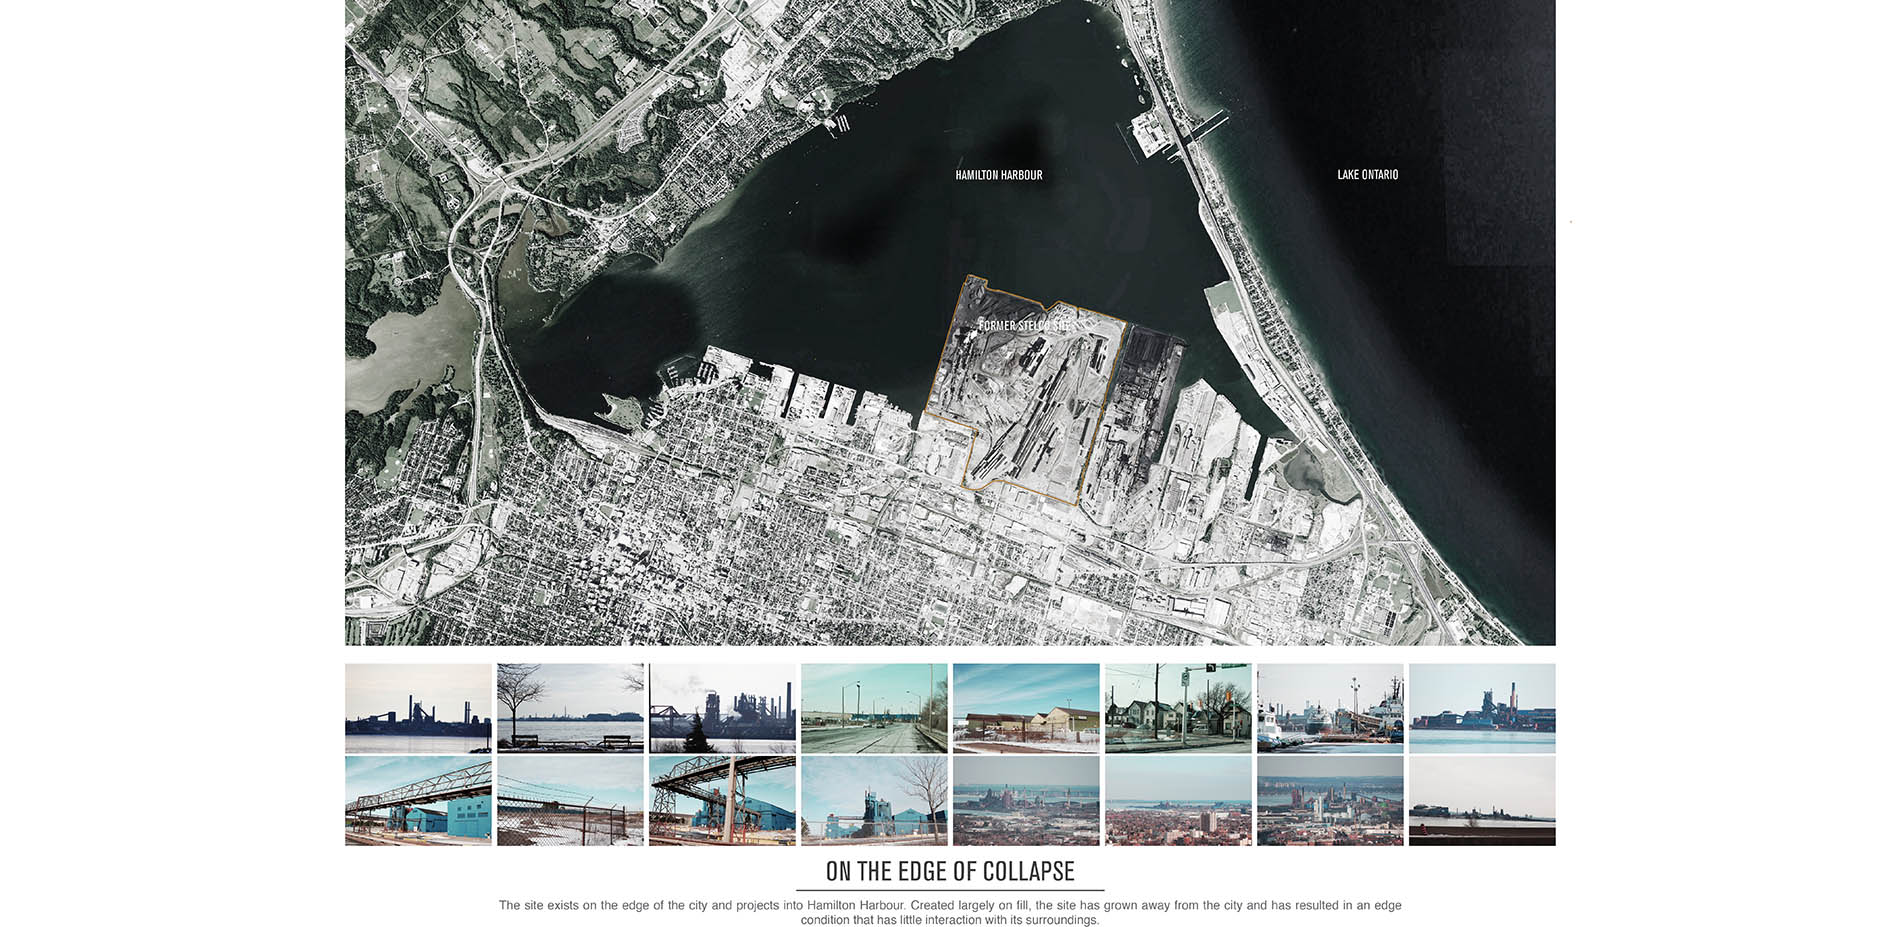 HAMILTON HARBOUR
LAKE ONTARIO
FORMER STELCO SITE
ON THE EDGE OF COLLAPSE
The site exists on the edge of the city and projects into Hamilton Harbour. Created largely on fill, the site has grown away from the city and has resulted in an edge
condition that has little interaction with its surroundings.